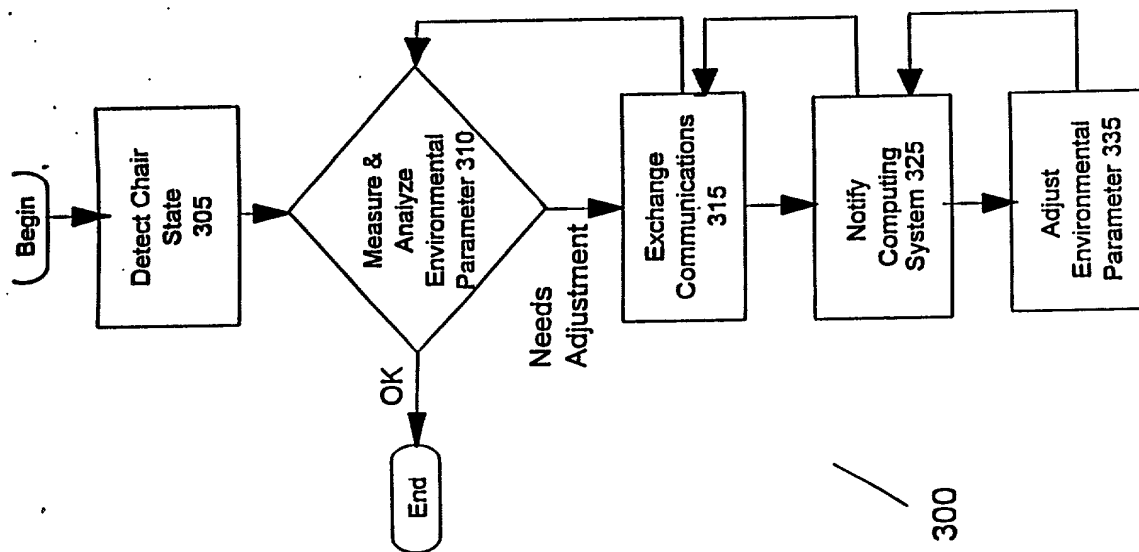 Begin
Detect Chair
State
305
Measure &
Analyze
Environmental
Parameter 310
OK
End
Needs
Adjustment
Exchange
Communications
315
Notify
Computing
System 325
Adjust
Environmental
Parameter 335
300